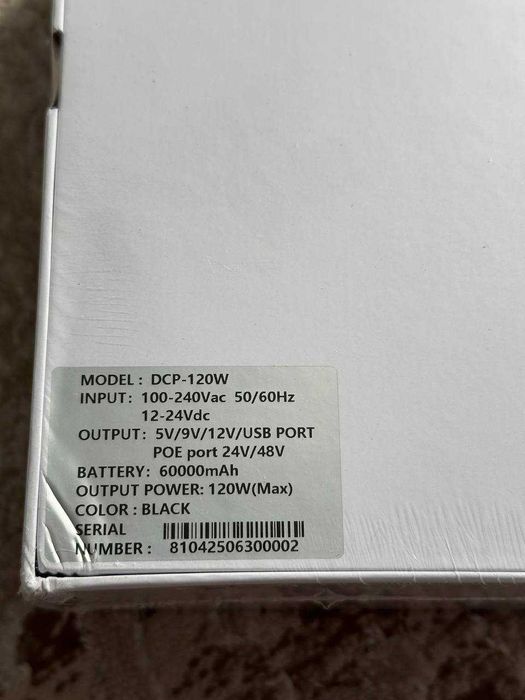 MODEL : DCP-120W
INPUT: 100-240Vac 50/60Hz
12-24Vdc
OUTPUT: 5V/9V/12V/USB PORT
POE port 24V/48V
BATTERY: 60000mAh
OUTPUT POWER: 120W(Max)
COLOR : BLACK
SERIAL
NUMBER : 81042506300002